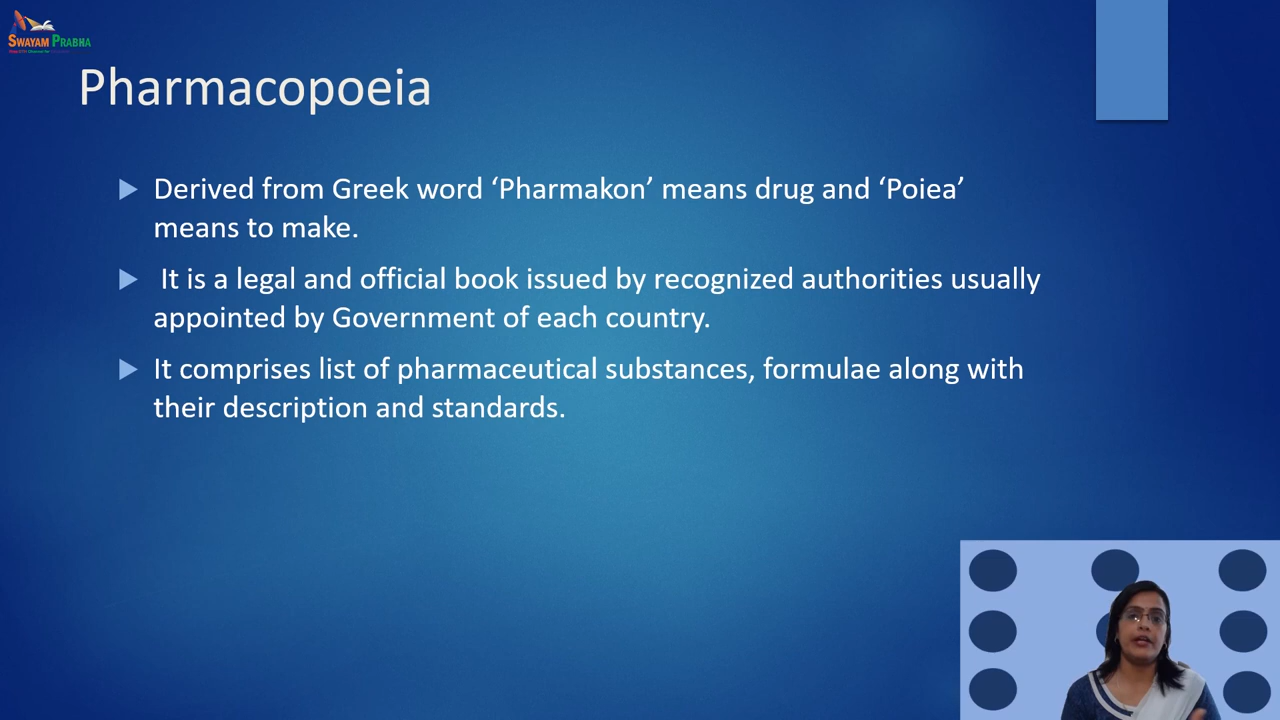 SWAYAM PRABHA
Pharmacopoeia
Derived from Greek word ‘Pharmakon’ means drug and ‘Poiea’
means to make.
It is a legal and official book issued by recognized authorities usually
appointed by Government of each country.
It comprises list of pharmaceutical substances, formulae along with
their description and standards.